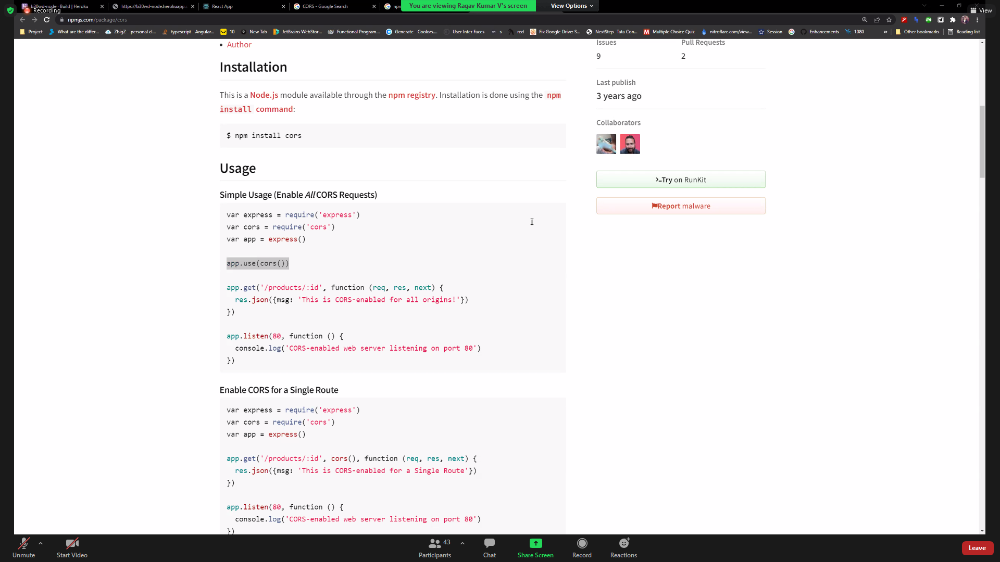 b30wd-node · Build | Heroku
https://b30wd-node.herokuapp.c
React App
CORS - Google Search
npn
You are viewing Ragav Kumar V's screen
View Options
Recording
View
npmjs.com/package/cors
Project
What are the differ...
ZbigZ – personal cl...
typescript - Angular...
10
New Tab
JetBrains WebStor...
Functional Program...
Generate - Coolors....
User Inter Faces
s
red
Fix Google Drive S...
NextStep- Tata Con...
Multiple Choice Quiz
nitroflare.com/view...
Session
Enhancements
1080
»
Other bookmarks
Reading list
• Author
Installation
This is a Node.js module available through the npm registry. Installation is done using the npm
install command:
$ npm install cors
Usage
Simple Usage (Enable All CORS Requests)
var express = require('express')
var cors = require('cors')
var app = express()
app.use(cors())
app.get('/products/:id', function (req, res, next) {
res.json({msg: 'This is CORS-enabled for all origins!'})
})
app.listen(80, function () {
console.log('CORS-enabled web server listening on port 80')
})
Enable CORS for a Single Route
var express = require('express')
var cors = require('cors')
var app = express()
app.get('/products/:id', cors(), function (req, res, next) {
res.json({msg: 'This is CORS-enabled for a Single Route'})
})
app.listen(80, function () {
console.log('CORS-enabled web server listening on port 80')
})
Issues
Pull Requests
9
2
Last publish
3 years ago
Collaborators
Try on RunKit
Report malware
Unmute
Start Video
43
Participants
Chat
Share Screen
Record
Reactions
Leave